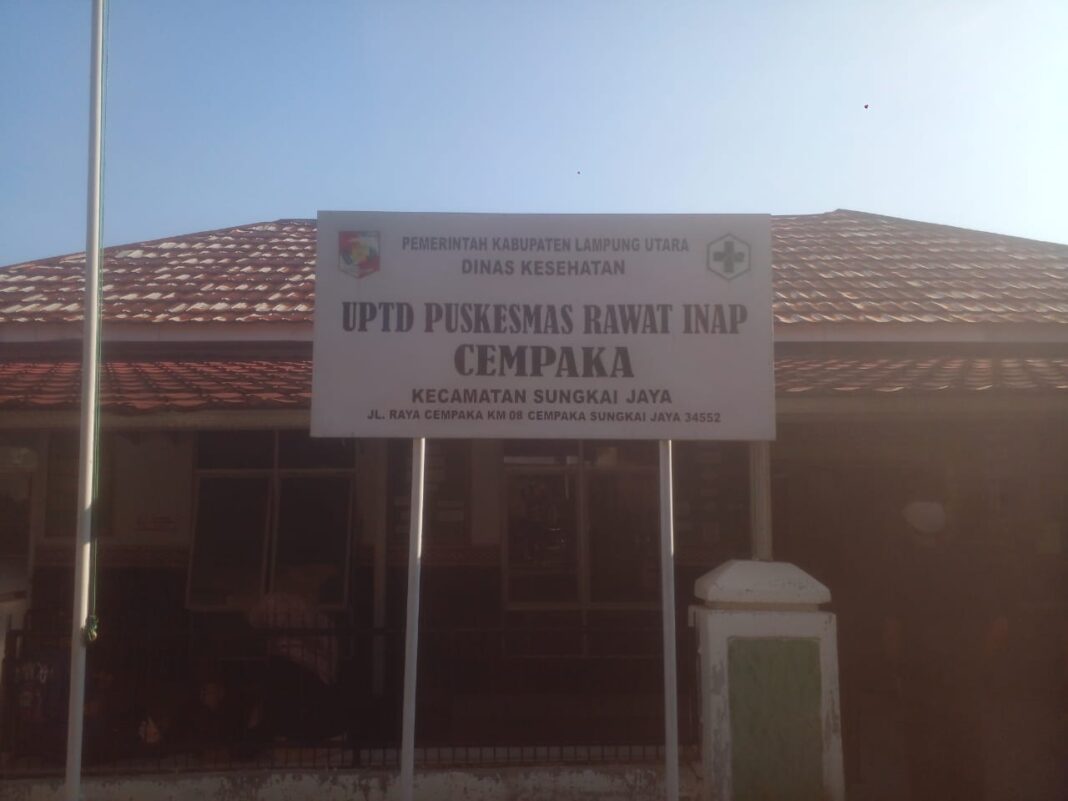 PEMERINTAH KABUPATEN LAMPUNG UTARA
DINAS KESEHATAN
UPTD PUSKESMAS RAWAT INAP
CEMPAKA
KECAMATAN SUNGKAI JAYA
JL. RAYA CEMPAKA KM 08 CEMPAKA SUNGKAI JAYA 34552